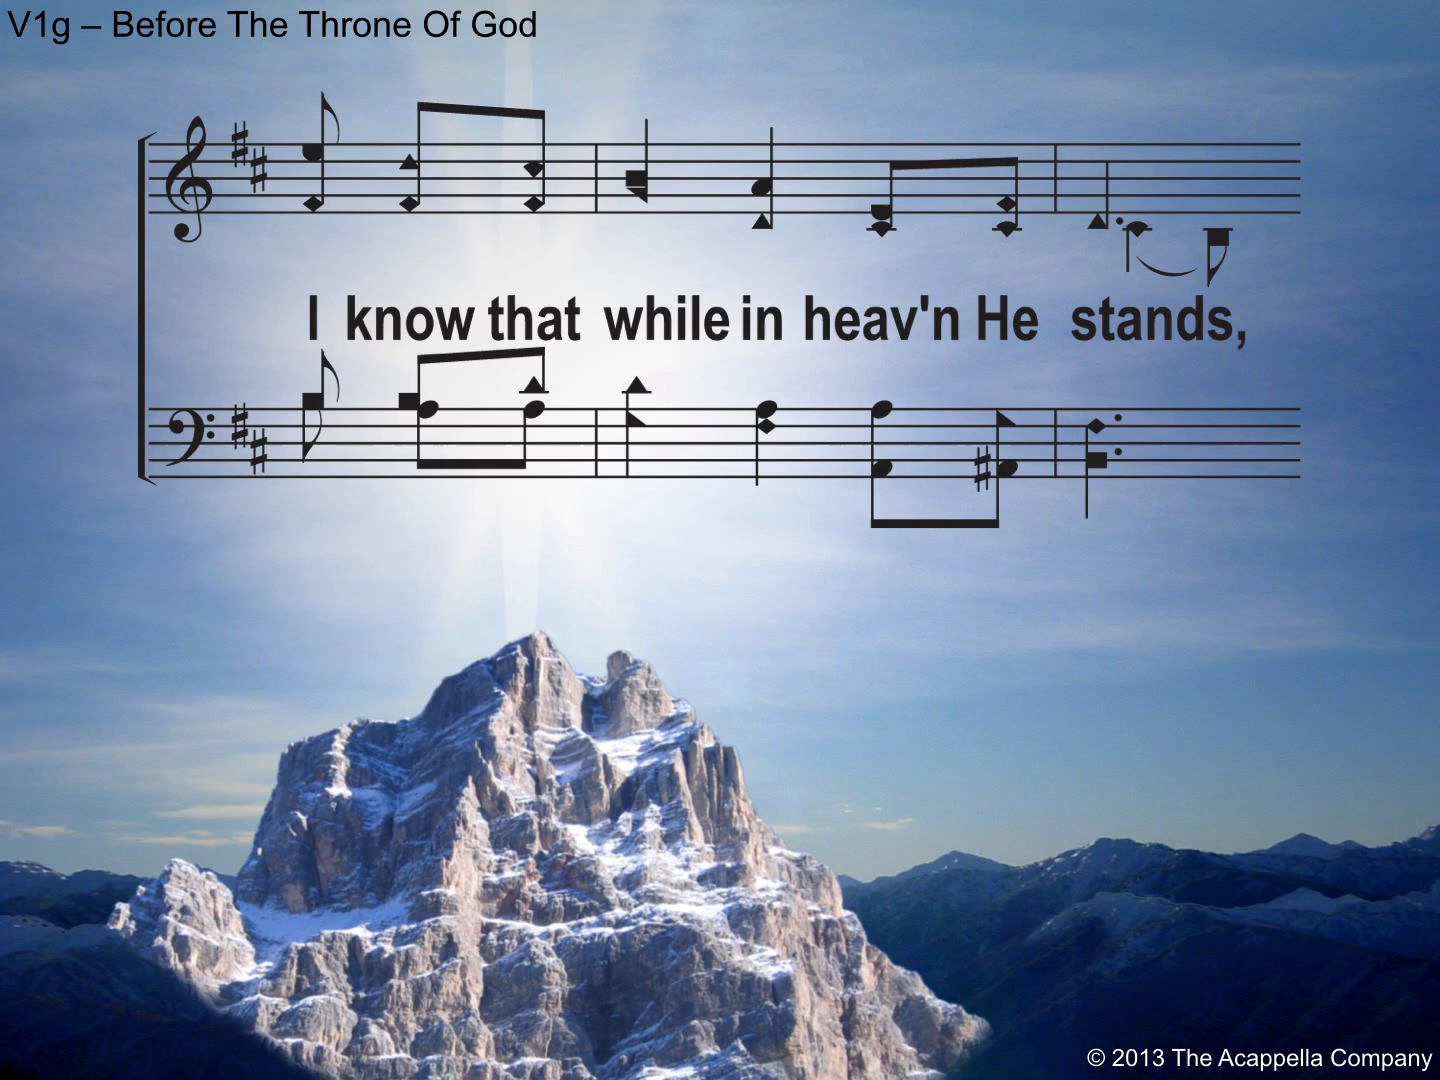 V1g – Before The Throne Of God
I know that while in heav'n He stands,
© 2013 The Acappella Company